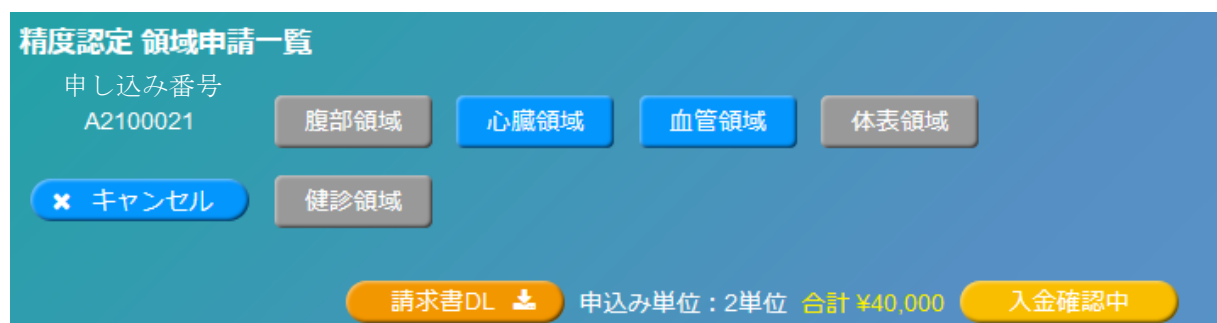 精度認定 領域申請一覧
申し込み番号
A2100021
腹部領域 心臓領域 血管領域 体表領域
× キャンセル 健診領域
請求書DL 申込み単位：2単位 合計 ¥40,000 入金確認中